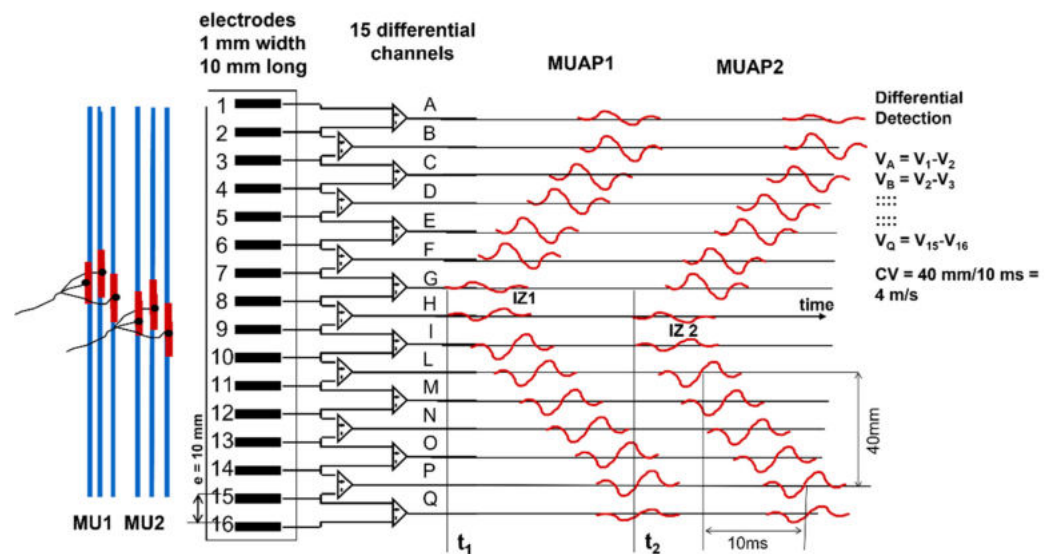 electrodes
1 mm width
10 mm long
15 differential
channels
MUAP1
MUAP2
1
2
3
4
5
6
7
8
9
10
11
12
13
14
15
16
A
B
C
D
E
F
G
H
I
L
M
N
O
P
Q
IZ1
IZ 2
time
Differential
Detection
V_A = V_1-V_2
V_B = V_2-V_3
::::
::::
V_Q = V_15-V_16
CV = 40 mm/10 ms =
4 m/s
40mm
10ms
e = 10 mm
MU1
MU2
t_1
t_2